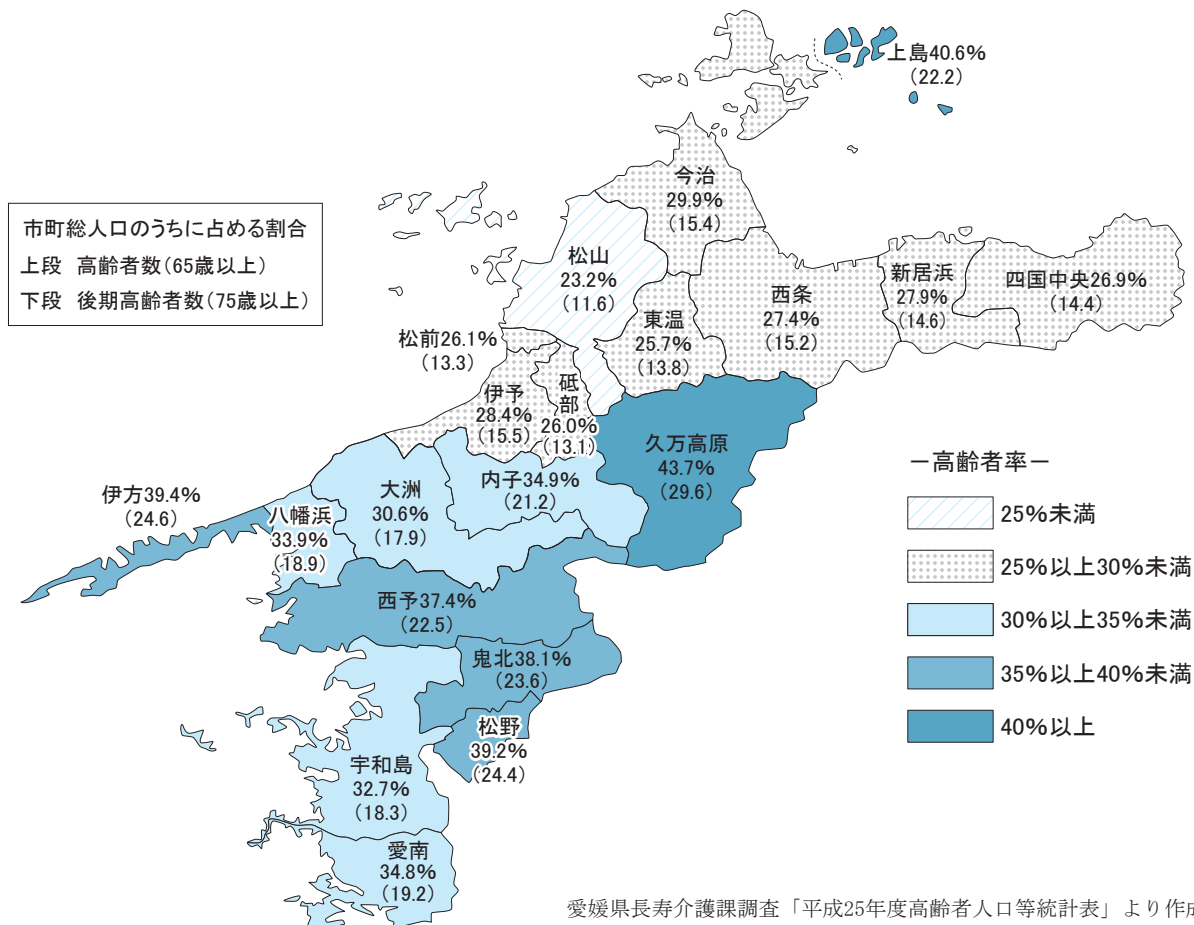 上島40.6%
(22.2)
今治
29.9%
(15.4)
市町総人口のうちに占める割合
上段 高齢者数(65歳以上)
下段 後期高齢者数(75歳以上)
松山
23.2%
(11.6)
新居浜
27.9%
(14.6)
四国中央26.9%
(14.4)
西条
27.4%
(15.2)
東温
25.7%
(13.8)
松前26.1%
(13.3)
伊予
28.4%
(15.5)
砥部
26.0%
(13.1)
久万高原
43.7%
(29.6)
内子34.9%
(21.2)
大洲
30.6%
(17.9)
伊方39.4%
(24.6)
八幡浜
33.9%
(18.9)
西予37.4%
(22.5)
鬼北38.1%
(23.6)
松野
39.2%
(24.4)
宇和島
32.7%
(18.3)
愛南
34.8%
(19.2)
−高齢者率−
25%未満
25%以上30%未満
30%以上35%未満
35%以上40%未満
40%以上
愛媛県長寿介護課調査「平成25年度高齢者人口等統計表」より作成